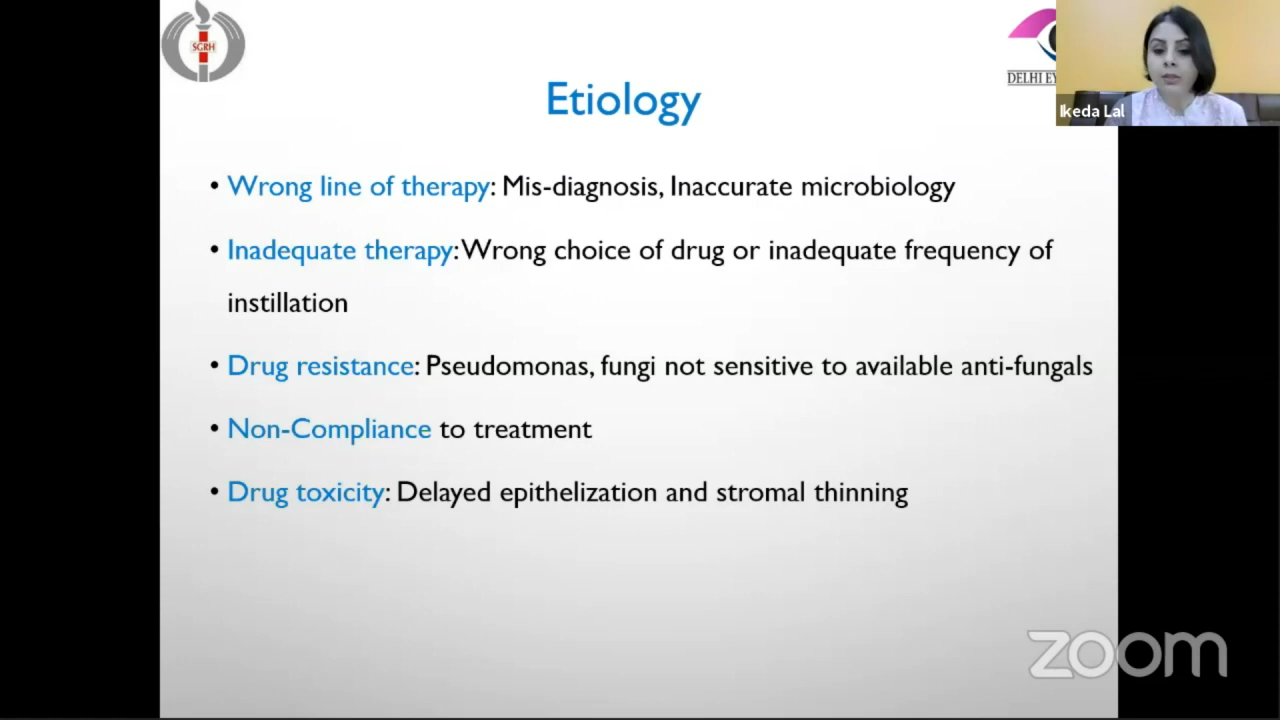 SGRH
DELHI EY
Ikeda Lal
Etiology
• Wrong line of therapy: Mis-diagnosis, Inaccurate microbiology
• Inadequate therapy: Wrong choice of drug or inadequate frequency of
instillation
• Drug resistance: Pseudomonas, fungi not sensitive to available anti-fungals
• Non-Compliance to treatment
• Drug toxicity: Delayed epithelization and stromal thinning
zoom